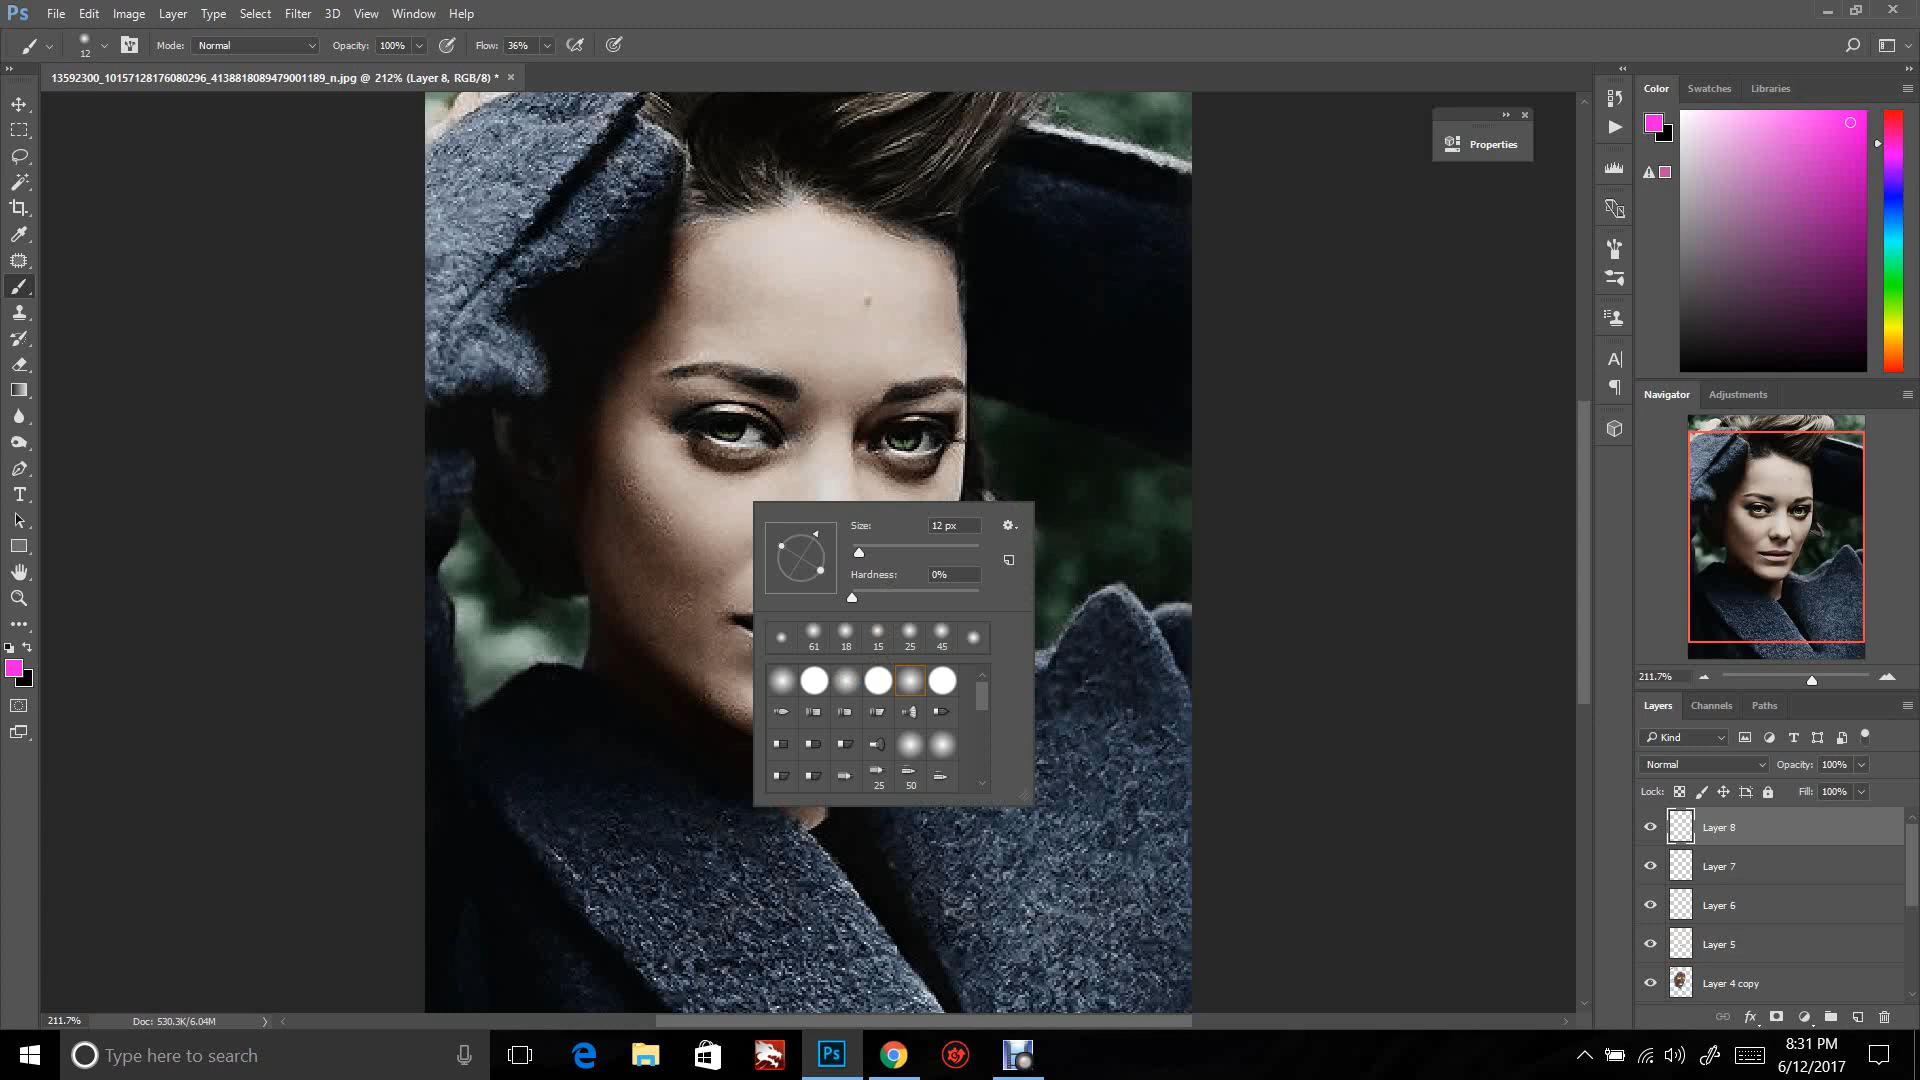 Ps File Edit Image Layer Type Select Filter 3D View Window Help
12 Mode: Normal Opacity: 100% Flow: 36%
13592300_10157128176080296_4138818089479001189_n.jpg @ 212% (Layer 8, RGB/8) * ×
Color Swatches Libraries
Properties
Navigator Adjustments
Size: 12 px
Hardness: 0%
61 18 15 25 45
25 50
211.7%
Layers Channels Paths
Kind
Normal Opacity: 100%
Lock: Fill: 100%
Layer 8
Layer 7
Layer 6
Layer 5
Layer 4 copy
fx
211.7% Doc: 530.3K/6.04M
Type here to search
Ps
8:31 PM
6/12/2017